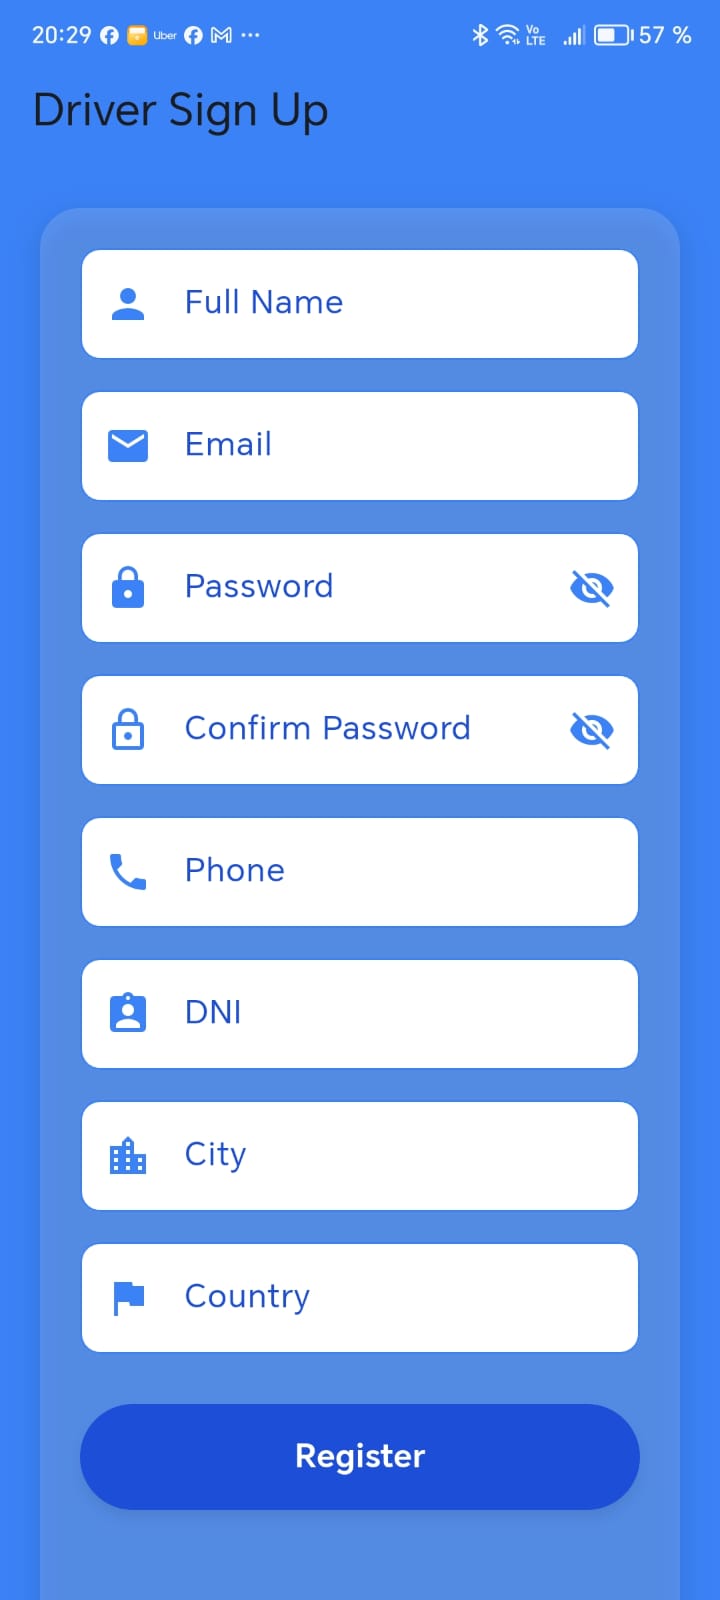 20:29 Uber Vo LTE 57 %
Driver Sign Up
Full Name
Email
Password
Confirm Password
Phone
DNI
City
Country
Register